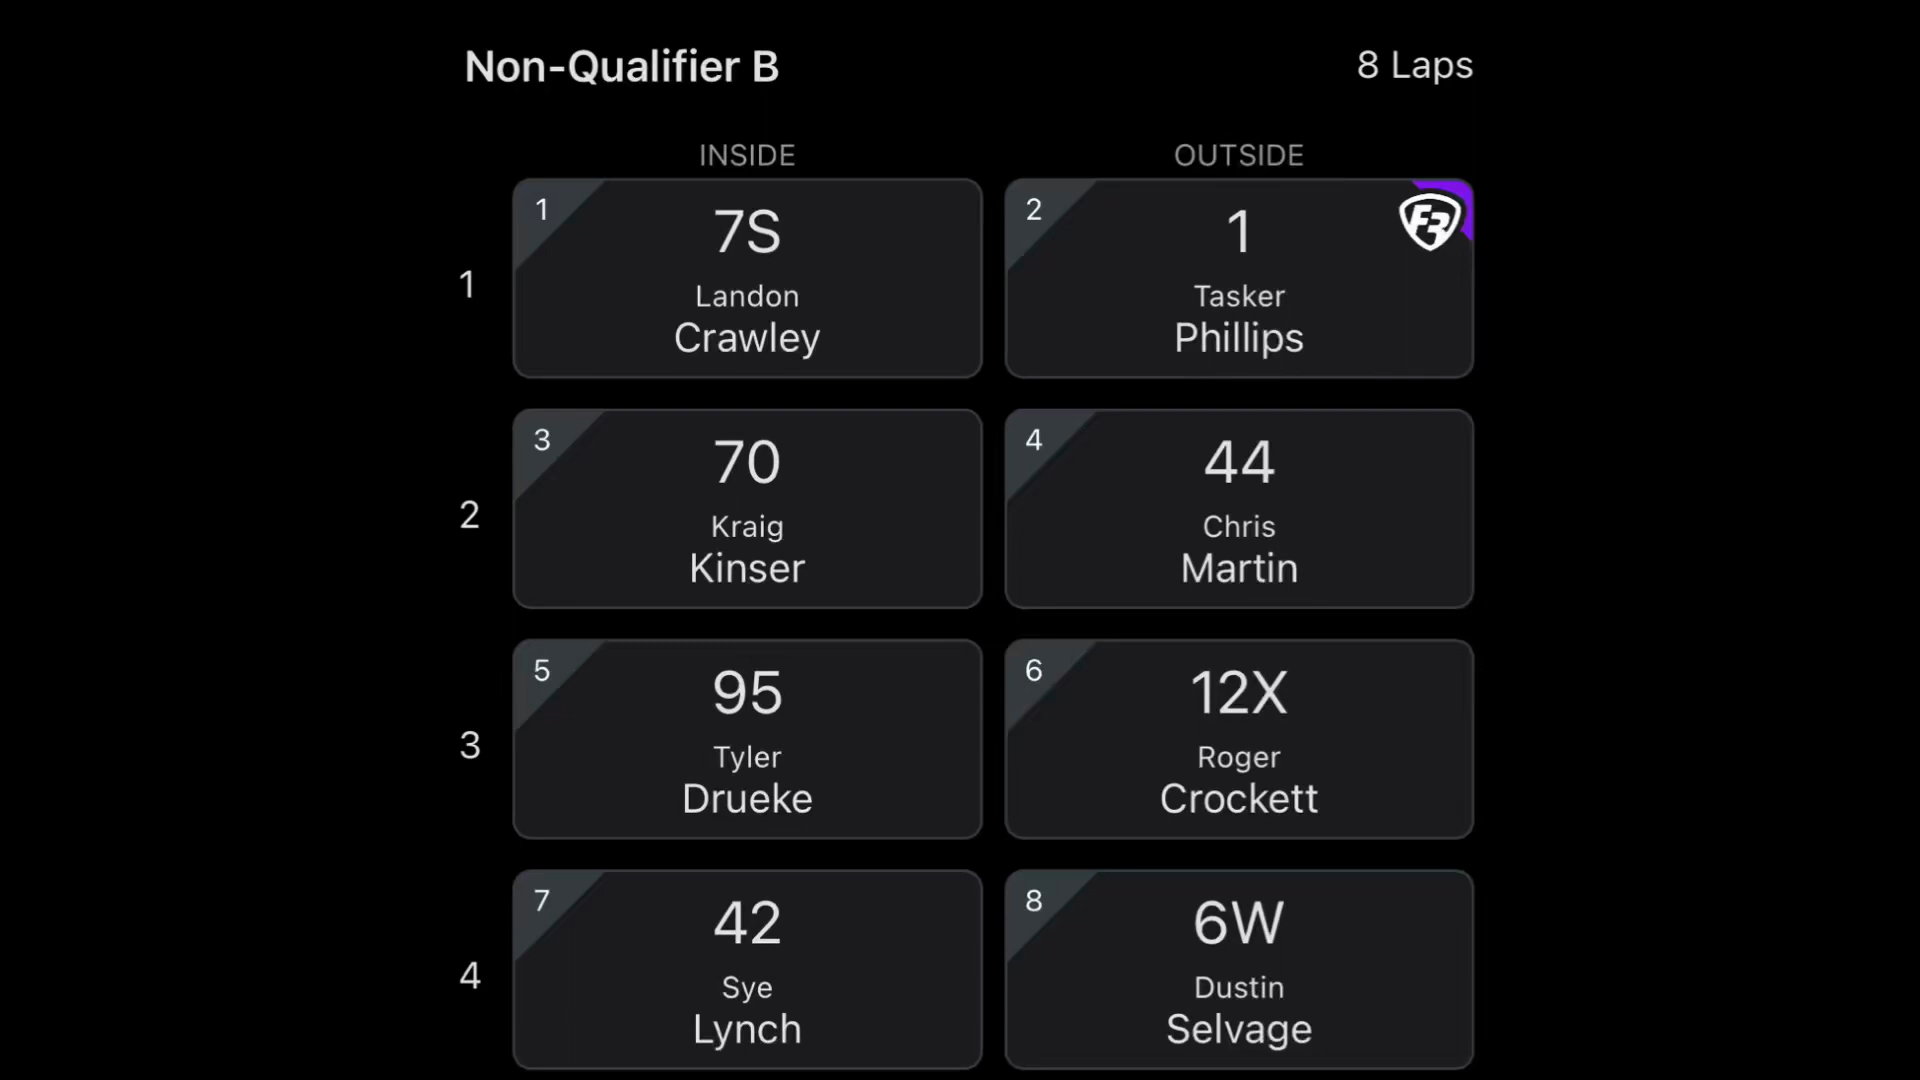 Non-Qualifier B 8 Laps
INSIDE OUTSIDE
1
1
7S
Landon
Crawley
2
1
F3
Tasker
Phillips
2
3
70
Kraig
Kinser
4
44
Chris
Martin
3
5
95
Tyler
Drueke
6
12X
Roger
Crockett
4
7
42
Sye
Lynch
8
6W
Dustin
Selvage